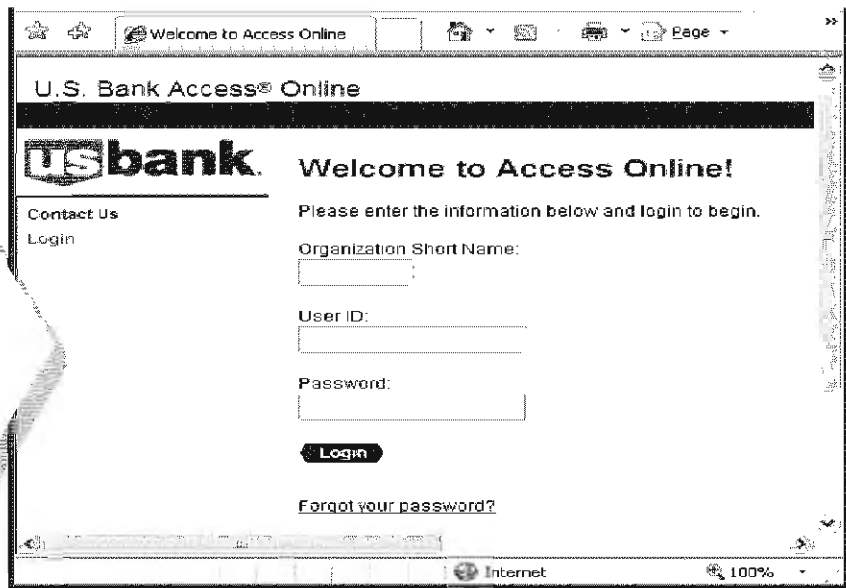 Welcome to Access Online
Page
U.S. Bank Access® Online
usbank.
Welcome to Access Online!
Contact Us
Please enter the information below and login to begin.
Login
Organization Short Name:
User ID:
Password:
Login
Forgot your password?
Internet
100%